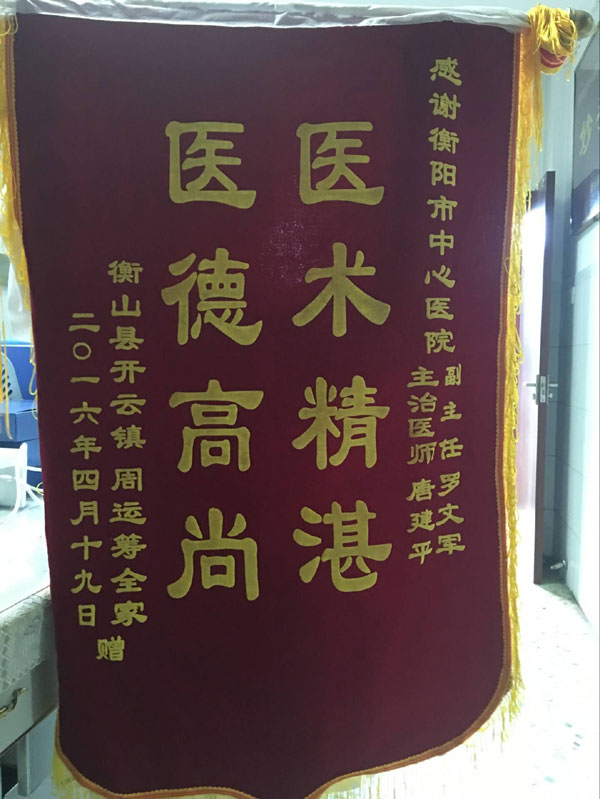 感谢衡阳市中心医院
副主任罗文军
主治医师唐建平
医术精湛
医德高尚
衡山县开云镇 周运筹全家
赠
二〇一六年四月十九日